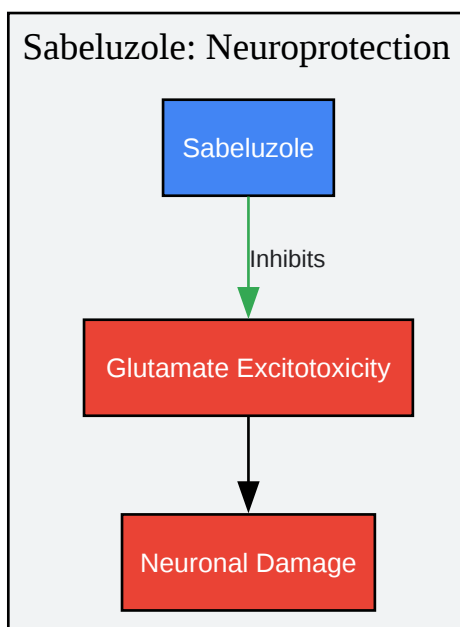 Sabeluzole: Neuroprotection
Sabeluzole
Inhibits
Glutamate Excitotoxicity
Neuronal Damage